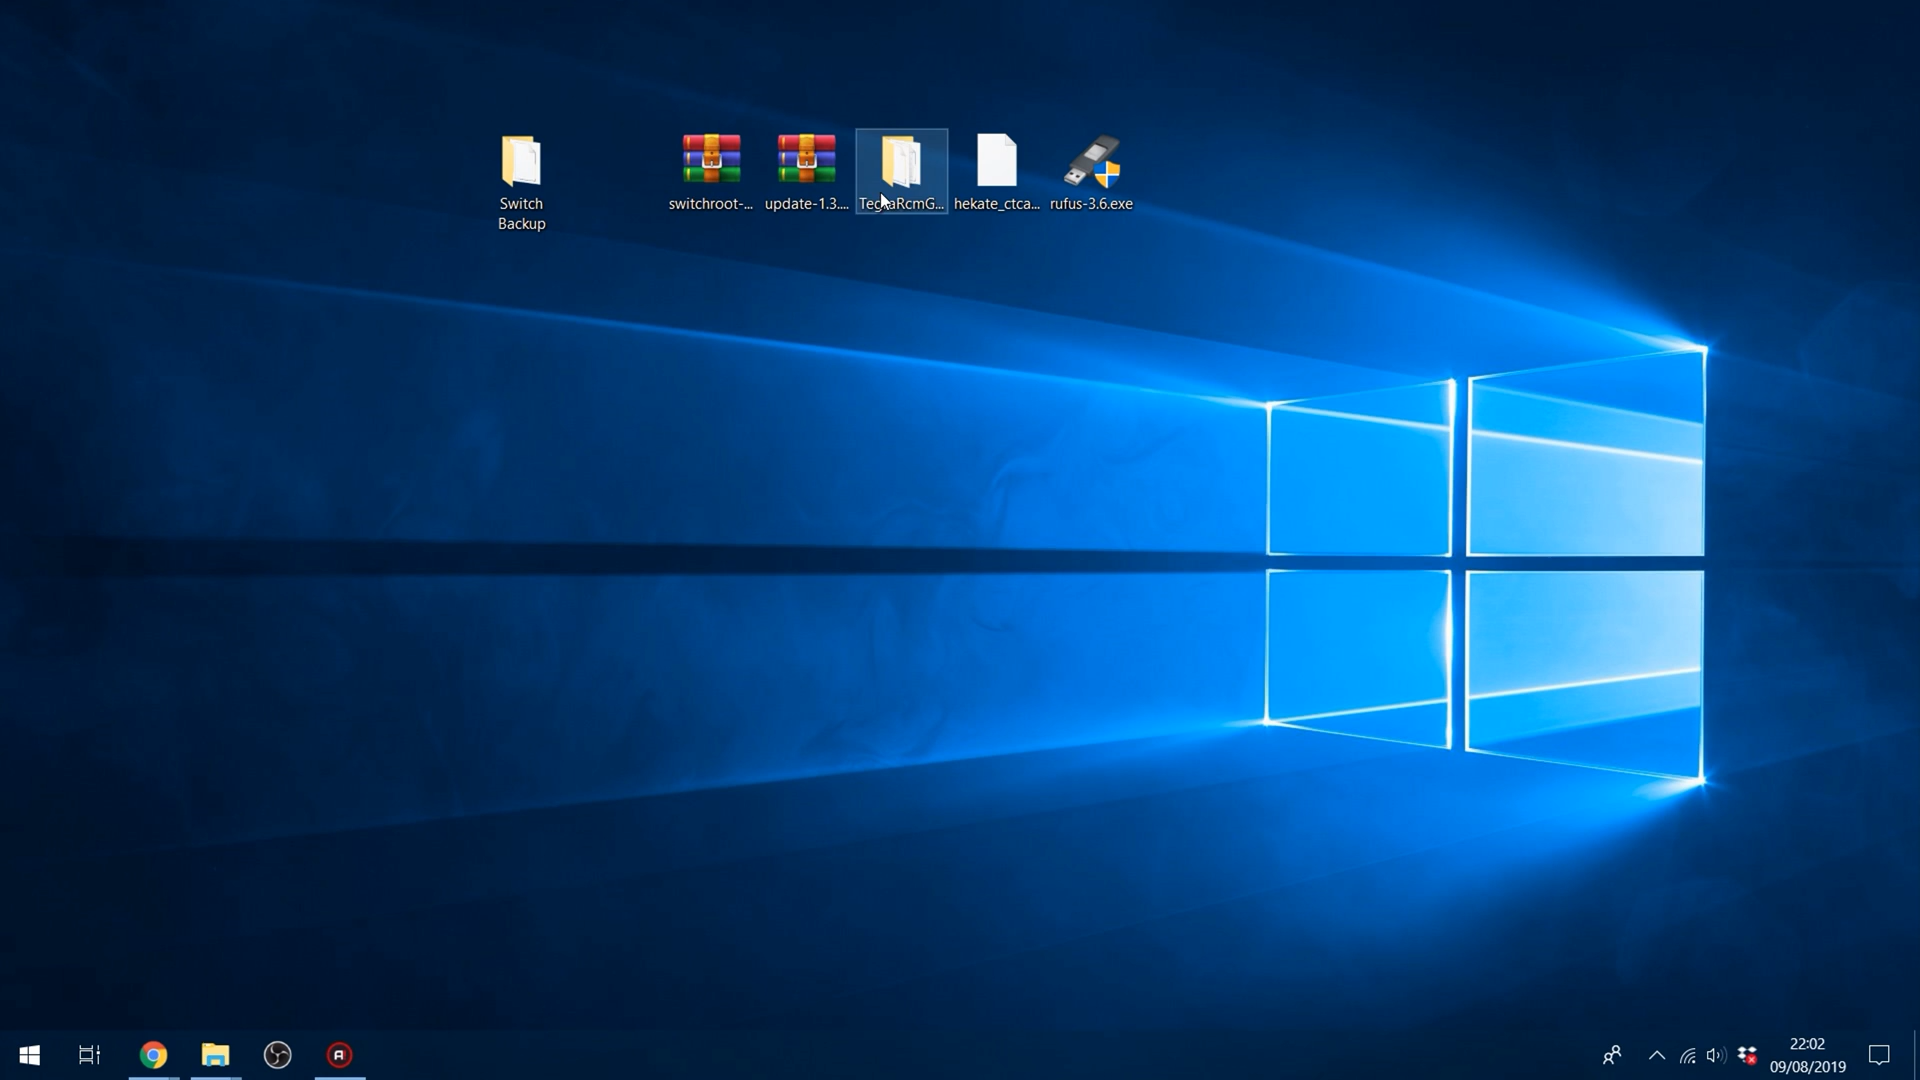 Switch
Backup
switchroot-...
update-1.3....
TegraRcmG...
hekate_ctca...
rufus-3.6.exe
22:02
09/08/2019